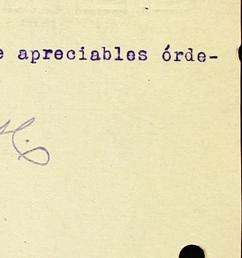 e apreciables órde-
H.